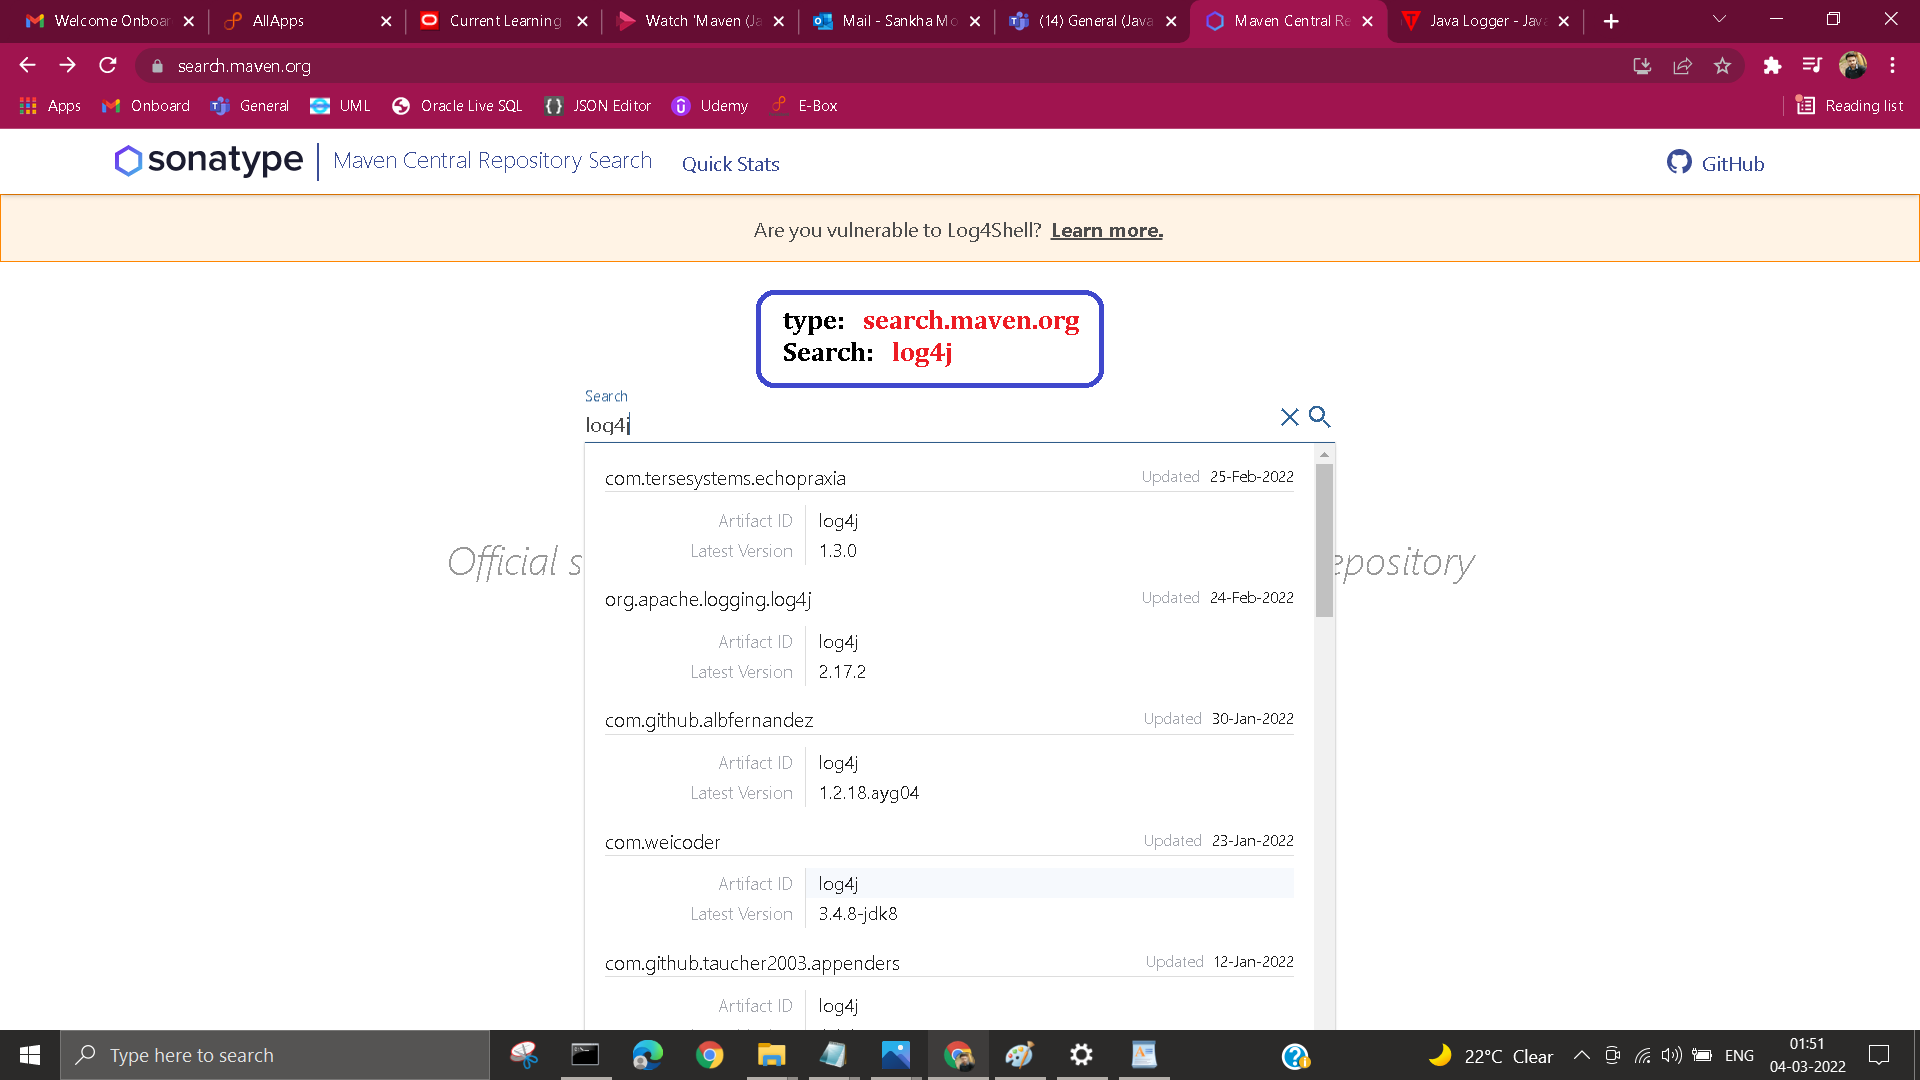 Welcome Onboar
AllApps
Current Learning
Watch 'Maven (Ja
Mail - Sankha Mo
(14) General (Java
Maven Central Re
Java Logger - Java
search.maven.org
Apps
Onboard
General
UML
Oracle Live SQL
JSON Editor
Udemy
E-Box
Reading list
sonatype
Maven Central Repository Search
Quick Stats
GitHub
Are you vulnerable to Log4Shell? Learn more.
type: search.maven.org
Search: log4j
Search
log4j
Official s
epository
com.tersesystems.echopraxia Updated 25-Feb-2022
Artifact ID log4j
Latest Version 1.3.0
org.apache.logging.log4j Updated 24-Feb-2022
Artifact ID log4j
Latest Version 2.17.2
com.github.albfernandez Updated 30-Jan-2022
Artifact ID log4j
Latest Version 1.2.18.ayg04
com.weicoder Updated 23-Jan-2022
Artifact ID log4j
Latest Version 3.4.8-jdk8
com.github.taucher2003.appenders Updated 12-Jan-2022
Artifact ID log4j
Type here to search
22°C Clear
ENG
01:51
04-03-2022